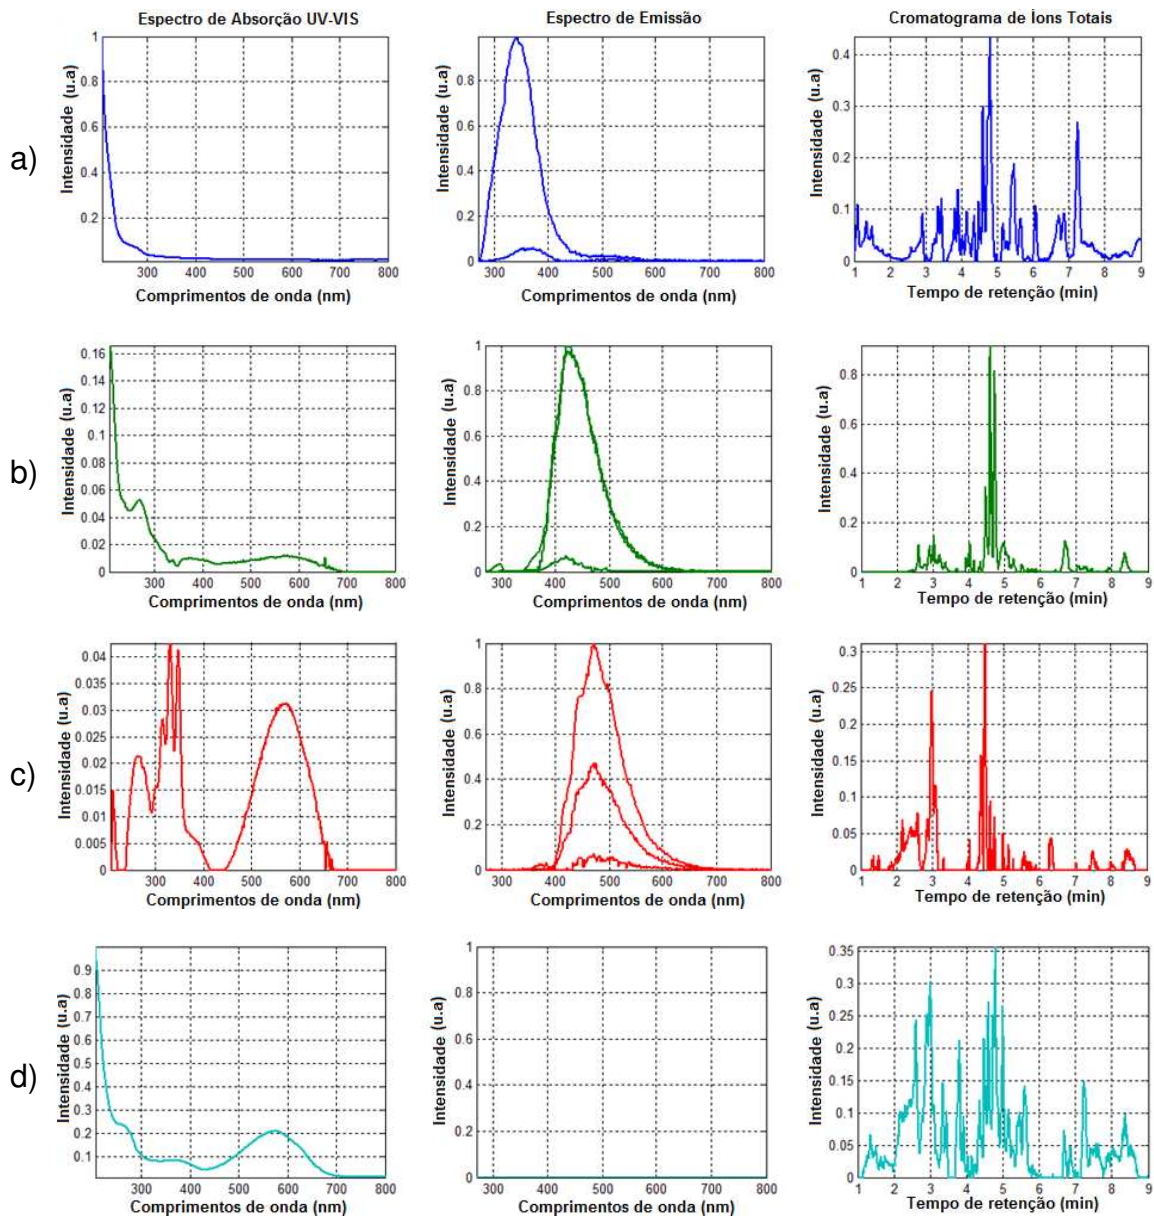 Espectro de Absorção UV-VIS
Espectro de Emissão
Cromatograma de Íons Totais
a)
Intensidade (u.a)
1
0.8
0.6
0.4
0.2
300 400 500 600 700 800
Comprimentos de onda (nm)
Intensidade (u.a)
1
0.8
0.6
0.4
0.2
0
300 400 500 600 700 800
Comprimentos de onda (nm)
Intensidade (u.a)
0.4
0.3
0.2
0.1
0
1 2 3 4 5 6 7 8 9
Tempo de retenção (min)
b)
Intensidade (u.a)
0.16
0.14
0.12
0.1
0.08
0.06
0.04
0.02
0
300 400 500 600 700 800
Comprimentos de onda (nm)
Intensidade (u.a)
1
0.8
0.6
0.4
0.2
0
300 400 500 600 700 800
Comprimentos de onda (nm)
Intensidade (u.a)
0.8
0.6
0.4
0.2
0
1 2 3 4 5 6 7 8 9
Tempo de retenção (min)
c)
Intensidade (u.a)
0.04
0.035
0.03
0.025
0.02
0.015
0.01
0.005
0
300 400 500 600 700 800
Comprimentos de onda (nm)
Intensidade (u.a)
1
0.8
0.6
0.4
0.2
0
300 400 500 600 700 800
Comprimentos de onda (nm)
Intensidade (u.a)
0.3
0.25
0.2
0.15
0.1
0.05
0
1 2 3 4 5 6 7 8 9
Tempo de retenção (min)
d)
Intensidade (u.a)
0.9
0.8
0.7
0.6
0.5
0.4
0.3
0.2
0.1
300 400 500 600 700 800
Comprimentos de onda (nm)
Intensidade (u.a)
1
0.8
0.6
0.4
0.2
0
300 400 500 600 700 800
Comprimentos de onda (nm)
Intensidade (u.a)
0.35
0.3
0.25
0.2
0.15
0.1
0.05
0
1 2 3 4 5 6 7 8 9
Tempo de retenção (min)